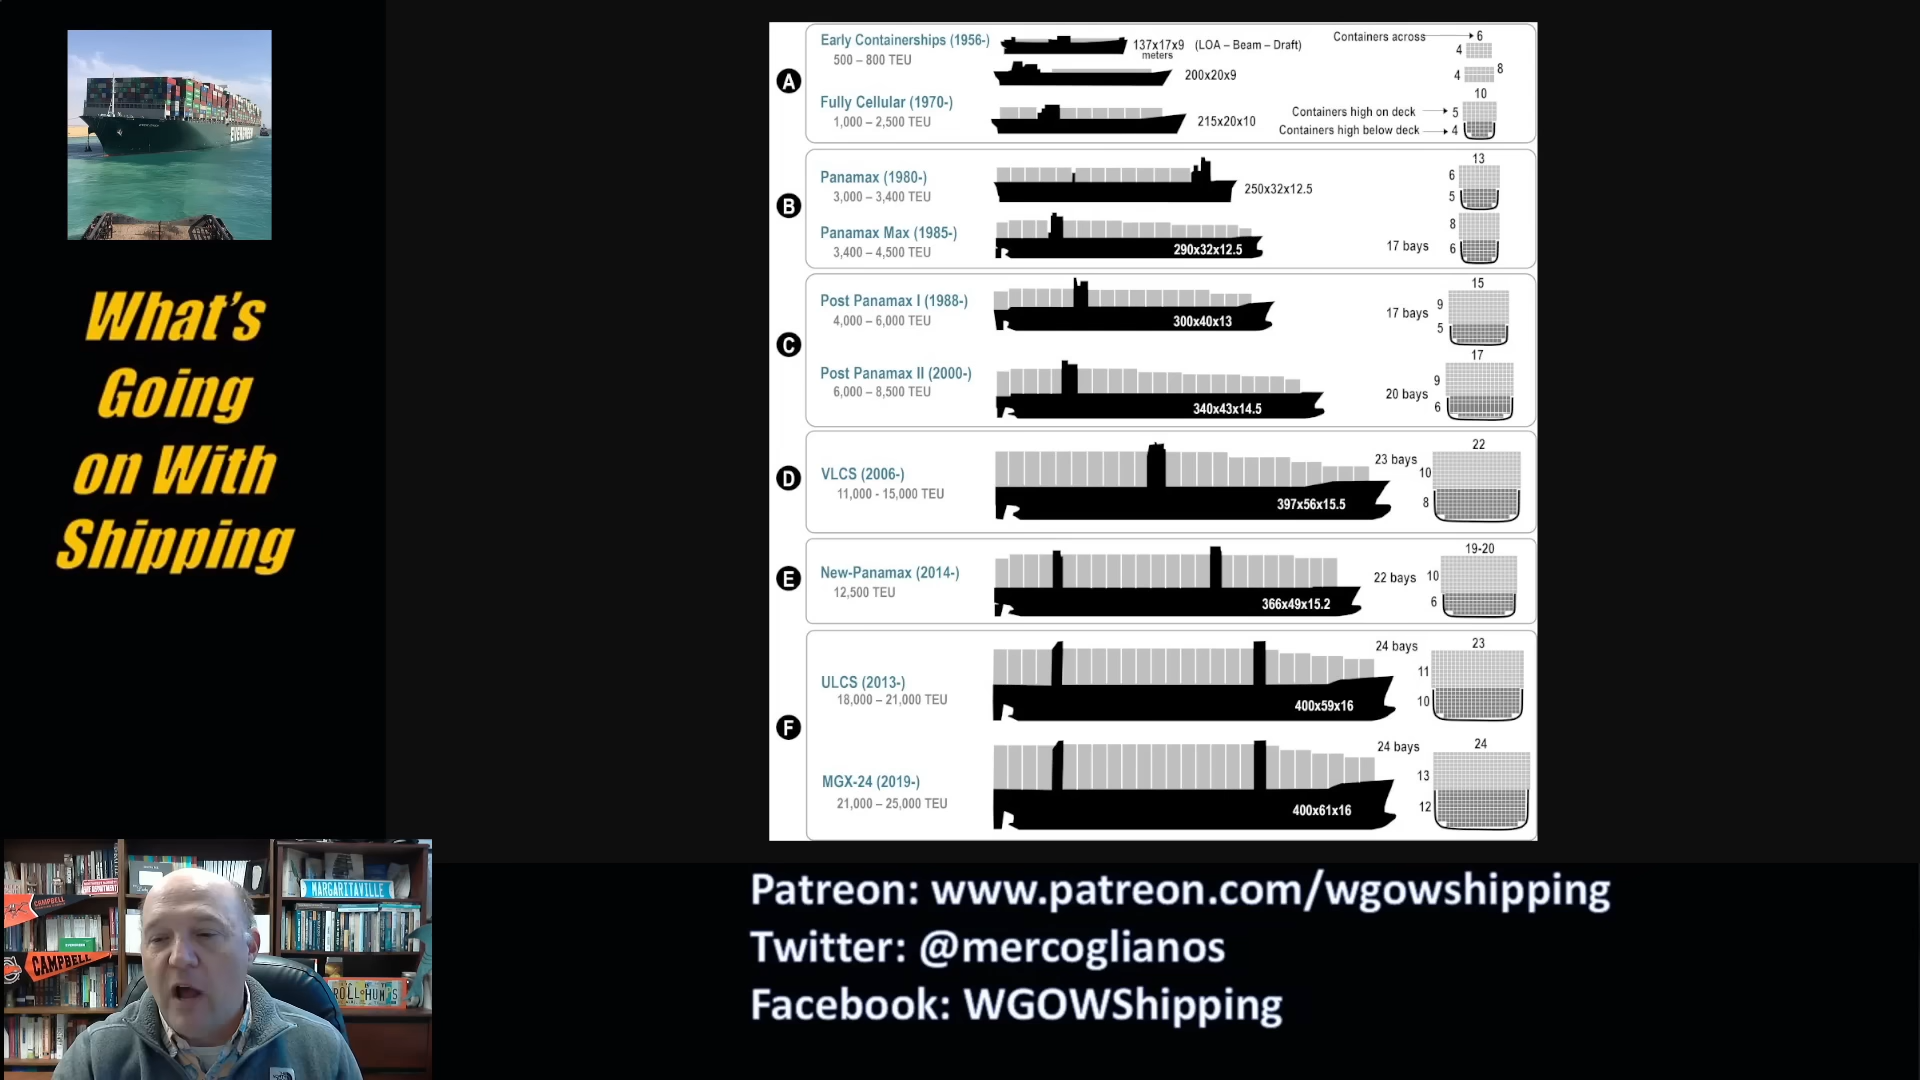 EVERGREEN
What's
Going
on With
Shipping
A
Early Containerships (1956-)
500 – 800 TEU
137x17x9 (LOA – Beam – Draft)
meters
Containers across
6
4
200x20x9
4
8
Fully Cellular (1970-)
1,000 – 2,500 TEU
215x20x10
10
Containers high on deck
5
Containers high below deck
4
B
Panamax (1980-)
3,000 – 3,400 TEU
250x32x12.5
13
6
5
Panamax Max (1985-)
3,400 – 4,500 TEU
290x32x12.5
17 bays
8
6
C
Post Panamax I (1988-)
4,000 – 6,000 TEU
300x40x13
17 bays
15
9
5
Post Panamax II (2000-)
6,000 – 8,500 TEU
340x43x14.5
20 bays
17
9
6
D
VLCS (2006-)
11,000 - 15,000 TEU
397x56x15.5
23 bays
22
10
8
E
New-Panamax (2014-)
12,500 TEU
366x49x15.2
22 bays
19-20
10
6
F
ULCS (2013-)
18,000 – 21,000 TEU
400x59x16
24 bays
23
11
10
MGX-24 (2019-)
21,000 – 25,000 TEU
400x61x16
24 bays
24
13
12
MARGARITAVILLE
CAMPBELL
CAMPBELL
ROLL HUMS
Patreon: www.patreon.com/wgowshipping
Twitter: @mercoglianos
Facebook: WGOWShipping